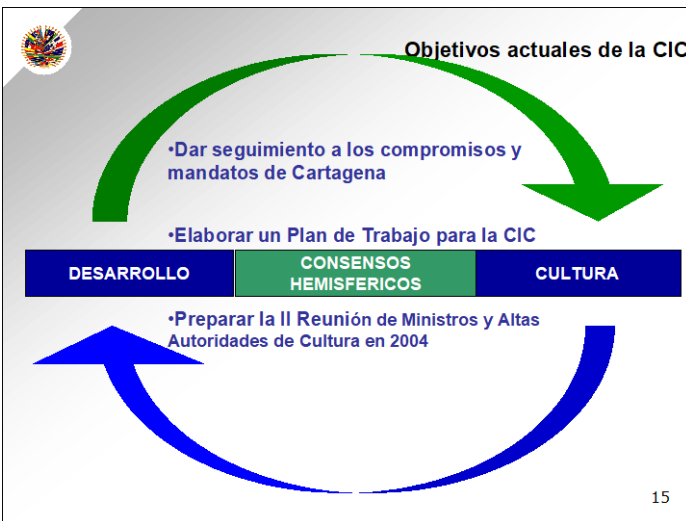 Objetivos actuales de la CIC
•Dar seguimiento a los compromisos y
mandatos de Cartagena
•Elaborar un Plan de Trabajo para la CIC
DESARROLLO
CONSENSOS
HEMISFERICOS
CULTURA
•Preparar la II Reunión de Ministros y Altas
Autoridades de Cultura en 2004
15